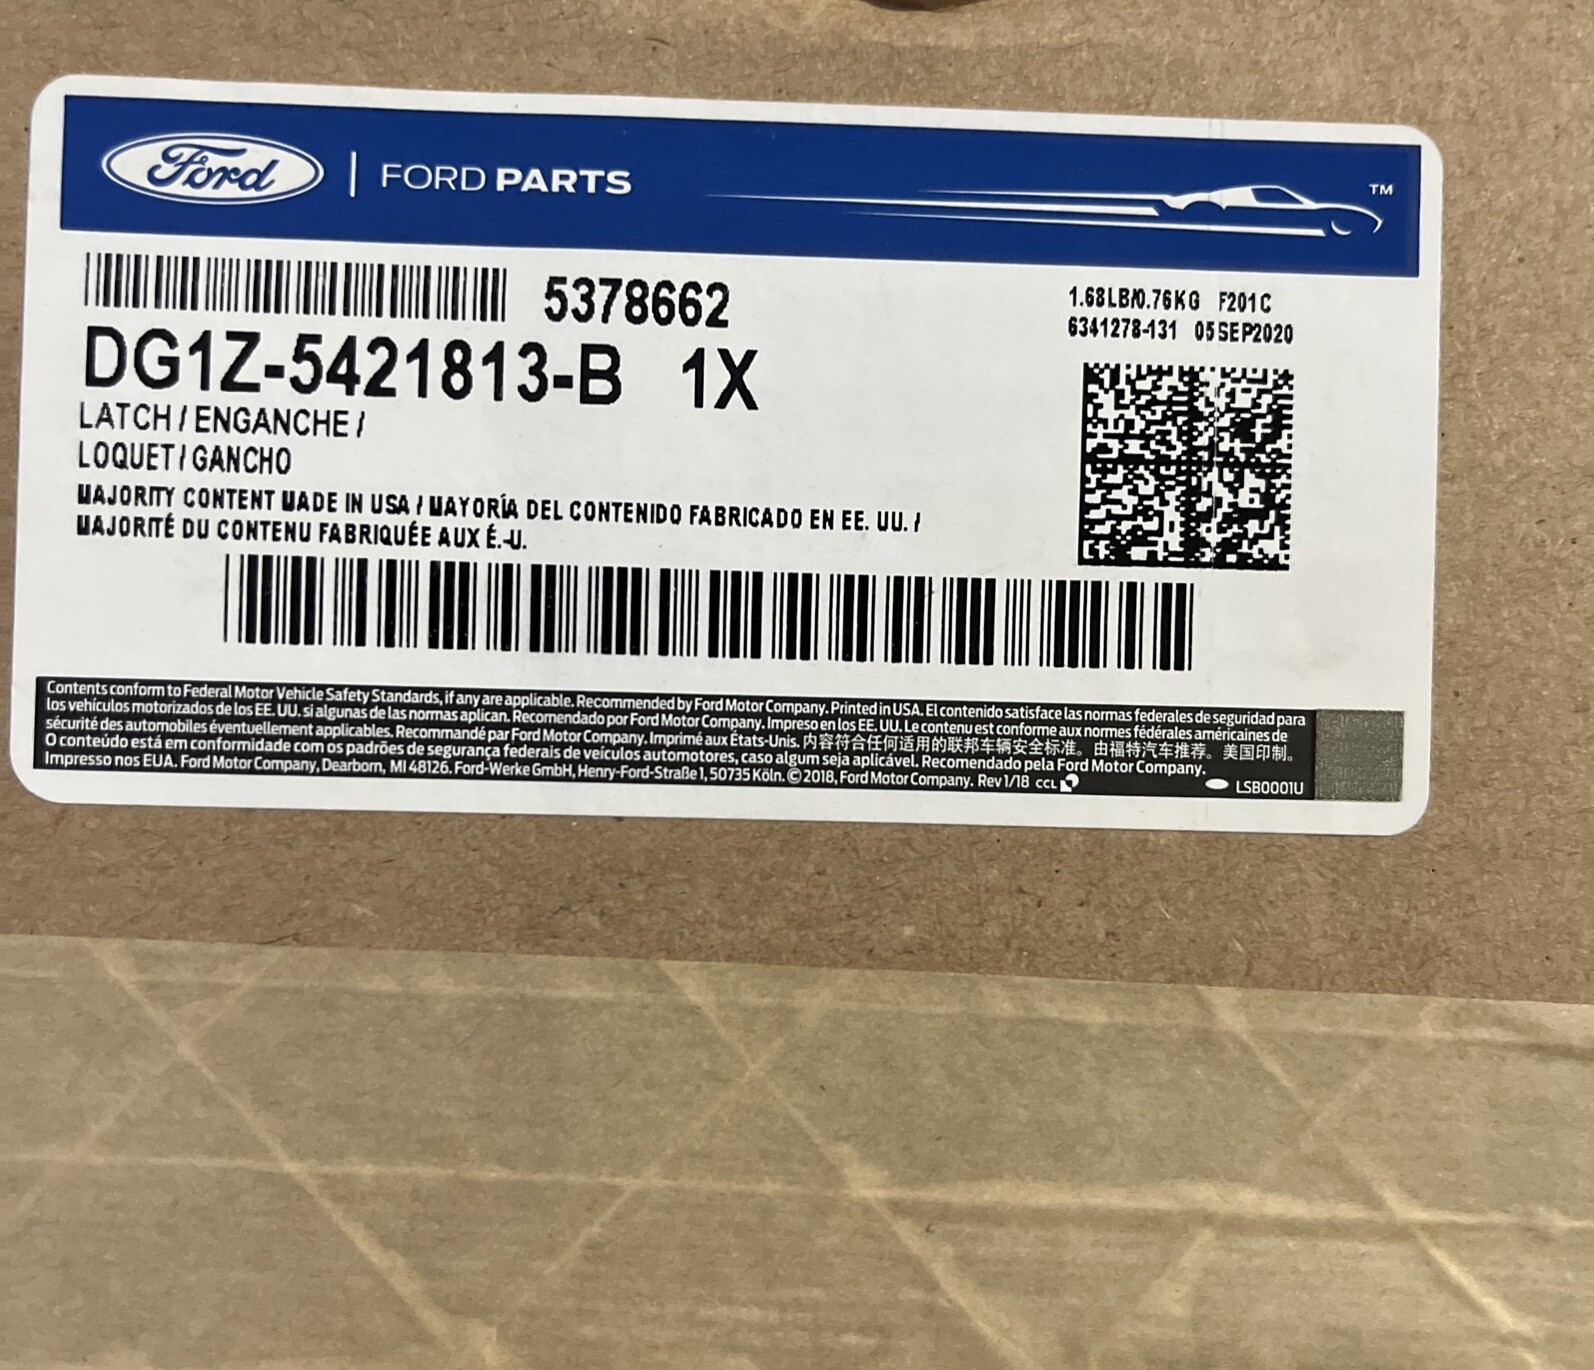 Ford | FORD PARTS
TM
5378662
1.68LB/0.76KG F201C
6341278-131 05SEP2020
DG1Z-5421813-B 1X
LATCH / ENGANCHE /
LOQUET / GANCHO
MAJORITY CONTENT MADE IN USA / MAYORÍA DEL CONTENIDO FABRICADO EN EE. UU. /
MAJORITÉ DU CONTENU FABRIQUÉE AUX É.-U.
Contents conform to Federal Motor Vehicle Safety Standards, if any are applicable. Recommended by Ford Motor Company. Printed in USA. El contenido satisface las normas federales de seguridad para
los vehículos motorizados de los EE. UU. si algunas de las normas aplican. Recomendado por Ford Motor Company. Impreso en los EE. UU. Le contenu est conforme aux normes fédérales américaines de
sécurité des automobiles éventuellement applicables. Recommandé par Ford Motor Company. Imprimé aux États-Unis. 内容符合任何适用的联邦车辆安全标准。由福特汽车推荐。美国印制。
O conteúdo está em conformidade com os padrões de segurança federais de veículos automotores, caso algum seja aplicável. Recomendado pela Ford Motor Company.
Impresso nos EUA. Ford Motor Company, Dearborn, MI 48126. Ford-Werke GmbH, Henry-Ford-Straße 1, 50735 Köln. © 2018, Ford Motor Company. Rev 1/18 CCL
LSB0001U